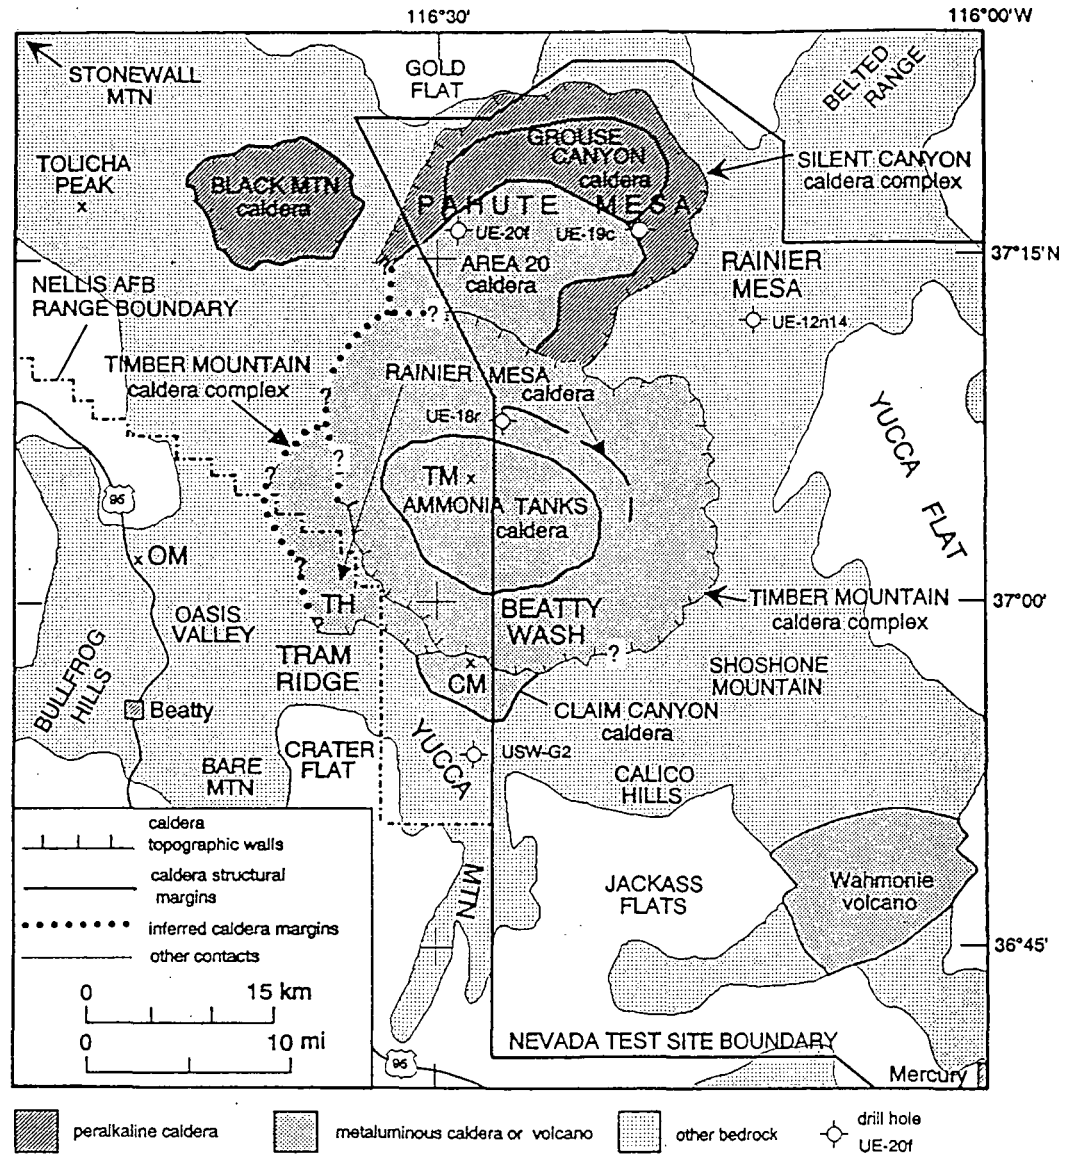 116°30'
116°00'W
STONEWALL
MTN
GOLD
FLAT
BELTED
RANGE
TOLICHA
PEAK
x
BLACK MTN
caldera
GROUSE
CANYON
caldera
SILENT CANYON
caldera complex
PAHUTE MESA
UE-20f
UE-19c
AREA 20
caldera
RAINIER
MESA
37°15'N
NELLIS AFB
RANGE BOUNDARY
UE-12n14
?
?
TIMBER MOUNTAIN
caldera complex
RAINIER MESA
caldera
?
UE-18r
YUCCA FLAT
?
?
TM x
AMMONIA TANKS
caldera
95
x OM
?
TH
BEATTY
WASH
TIMBER MOUNTAIN
caldera complex
37°00'
OASIS
VALLEY
TRAM
RIDGE
?
x
CM
SHOSHONE
MOUNTAIN
BULLFROG
HILLS
Beatty
CLAIM CANYON
caldera
CRATER
FLAT
YUCCA
USW-G2
BARE
MTN
CALICO
HILLS
MTN
JACKASS
FLATS
Wahmonie
volcano
36°45'
caldera
topographic walls
caldera structural
margins
inferred caldera margins
other contacts
0 15 km
0 10 mi
95
NEVADA TEST SITE BOUNDARY
Mercury
peralkaline caldera
metaluminous caldera or volcano
other bedrock
drill hole
UE-20f